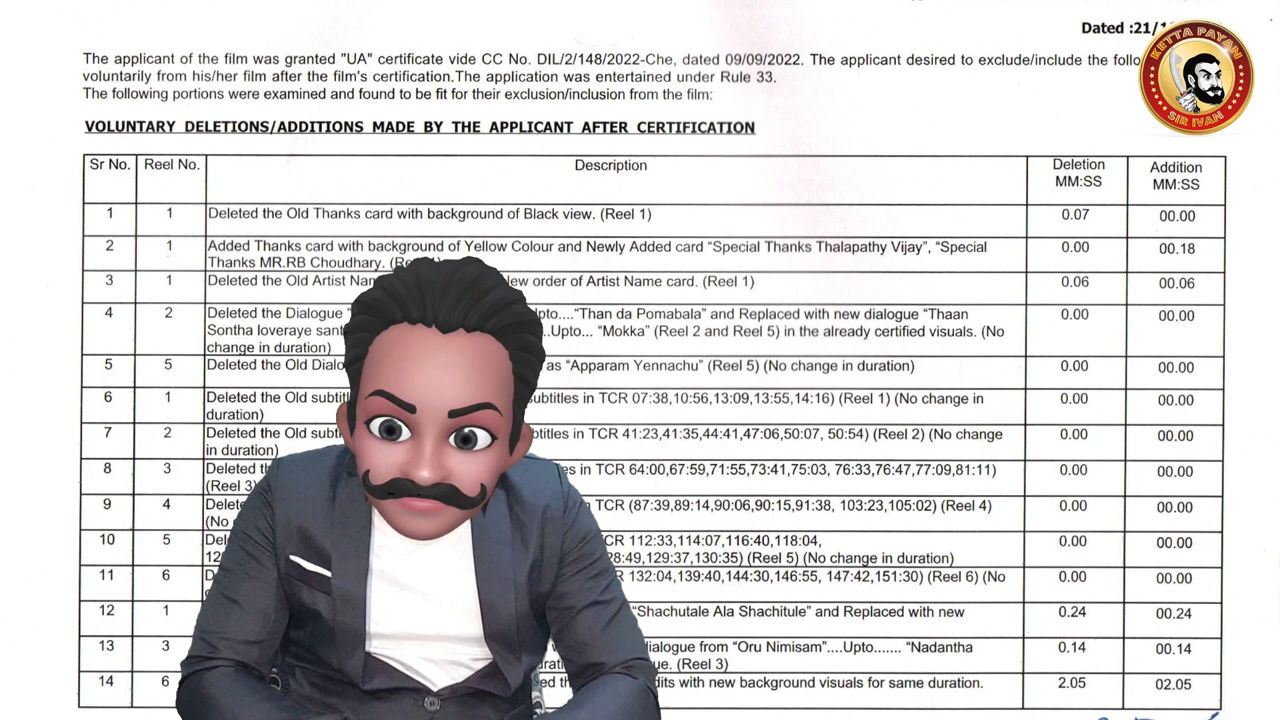 Dated :21/1
The applicant of the film was granted "UA" certificate vide CC No. DIL/2/148/2022-Che, dated 09/09/2022. The applicant desired to exclude/include the follo
voluntarily from his/her film after the film's certification.The application was entertained under Rule 33.
The following portions were examined and found to be fit for their exclusion/inclusion from the film:
KETTA PAYAN
SIR IVAN
VOLUNTARY DELETIONS/ADDITIONS MADE BY THE APPLICANT AFTER CERTIFICATION
Sr No. Reel No. Description Deletion MM:SS Addition MM:SS
1 1 Deleted the Old Thanks card with background of Black view. (Reel 1) 0.07 00.00
2 1 Added Thanks card with background of Yellow Colour and Newly Added card “Special Thanks Thalapathy Vijay”, “Special 0.00 00.18
Thanks MR.RB Choudhary.
3 1 Deleted the Old Artist New order of Artist Name card. (Reel 1) 0.06 00.06
4 2 Deleted the Dialogue pto....“Than da Pomabala” and Replaced with new dialogue “Thaan 0.00 00.00
Sontha loveraye ..Upto... “Mokka” (Reel 2 and Reel 5) in the already certified visuals. (No
change in duration)
5 5 Deleted the Old as “Apparam Yennachu” (Reel 5) (No change in duration) 0.00 00.00
6 1 Deleted the Old subtitles in TCR 07:38,10:56,13:09,13:55,14:16) (Reel 1) (No change in 0.00 00.00
duration)
7 2 Deleted the Old in TCR 41:23,41:35,44:41,47:06,50:07, 50:54) (Reel 2) (No change 0.00 00.00
in duration)
8 3 Deleted in TCR 64:00,67:59,71:55,73:41,75:03, 76:33,76:47,77:09,81:11) 0.00 00.00
(Reel 3)
9 4 TCR (87:39,89:14,90:06,90:15,91:38, 103:23,105:02) (Reel 4) 0.00 00.00
(No
10 5 TCR 112:33,114:07,116:40,118:04, 0.00 00.00
129:37,130:35) (Reel 5) (No change in duration)
11 6 132:04,139:40,144:30,146:55, 147:42,151:30) (Reel 6) (No 0.00 00.00
12 1 “Shachutale Ala Shachitule” and Replaced with new 0.24 00.24
13 3 dialogue from “Oru Nimisam”....Upto....... “Nadantha 0.14 00.14
(Reel 3)
14 6 with new background visuals for same duration. 2.05 02.05